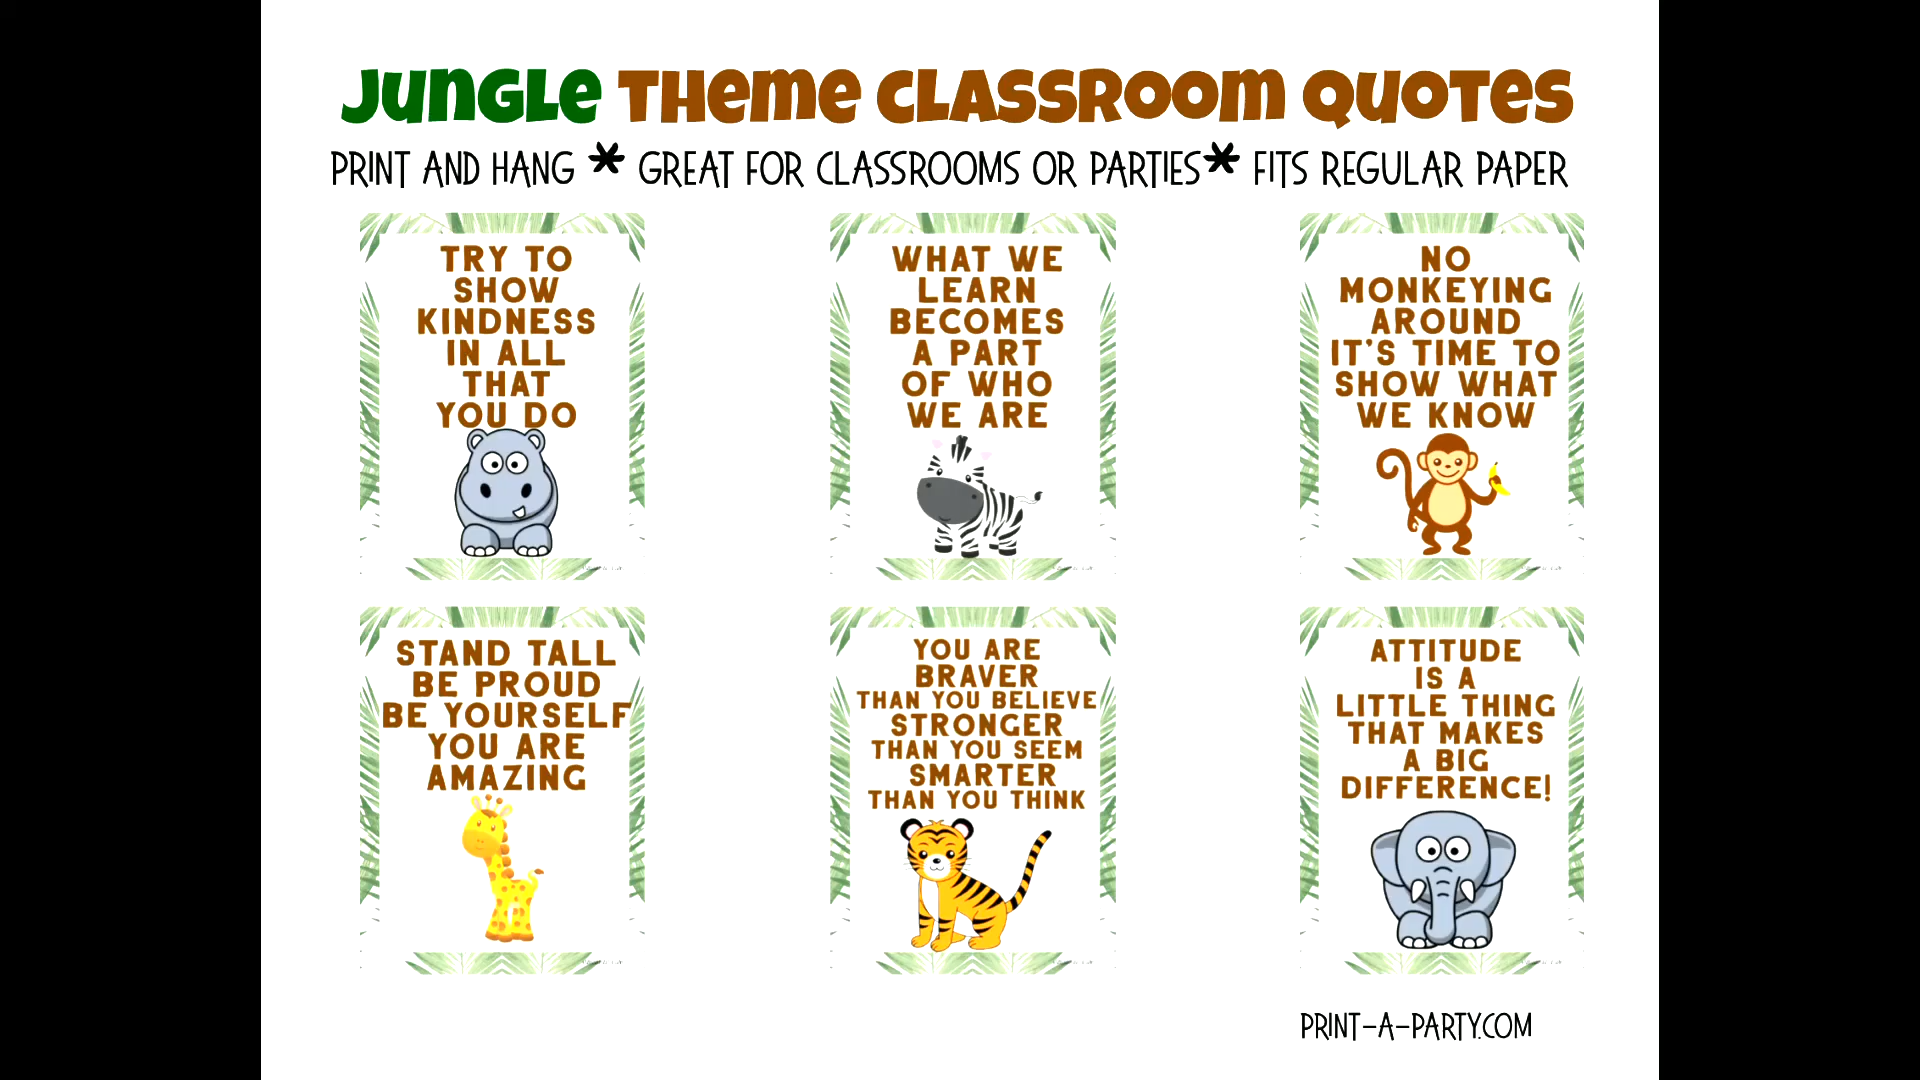 JUNGLE THEME CLASSROOM QUOTES
PRINT AND HANG * GREAT FOR CLASSROOMS OR PARTIES* FITS REGULAR PAPER
TRY TO
SHOW
KINDNESS
IN ALL
THAT
YOU DO
WHAT WE
LEARN
BECOMES
A PART
OF WHO
WE ARE
NO
MONKEYING
AROUND
IT'S TIME TO
SHOW WHAT
WE KNOW
STAND TALL
BE PROUD
BE YOURSELF
YOU ARE
AMAZING
YOU ARE
BRAVER
THAN YOU BELIEVE
STRONGER
THAN YOU SEEM
SMARTER
THAN YOU THINK
ATTITUDE
IS A
LITTLE THING
THAT MAKES
A BIG
DIFFERENCE!
PRINT-A-PARTY.COM